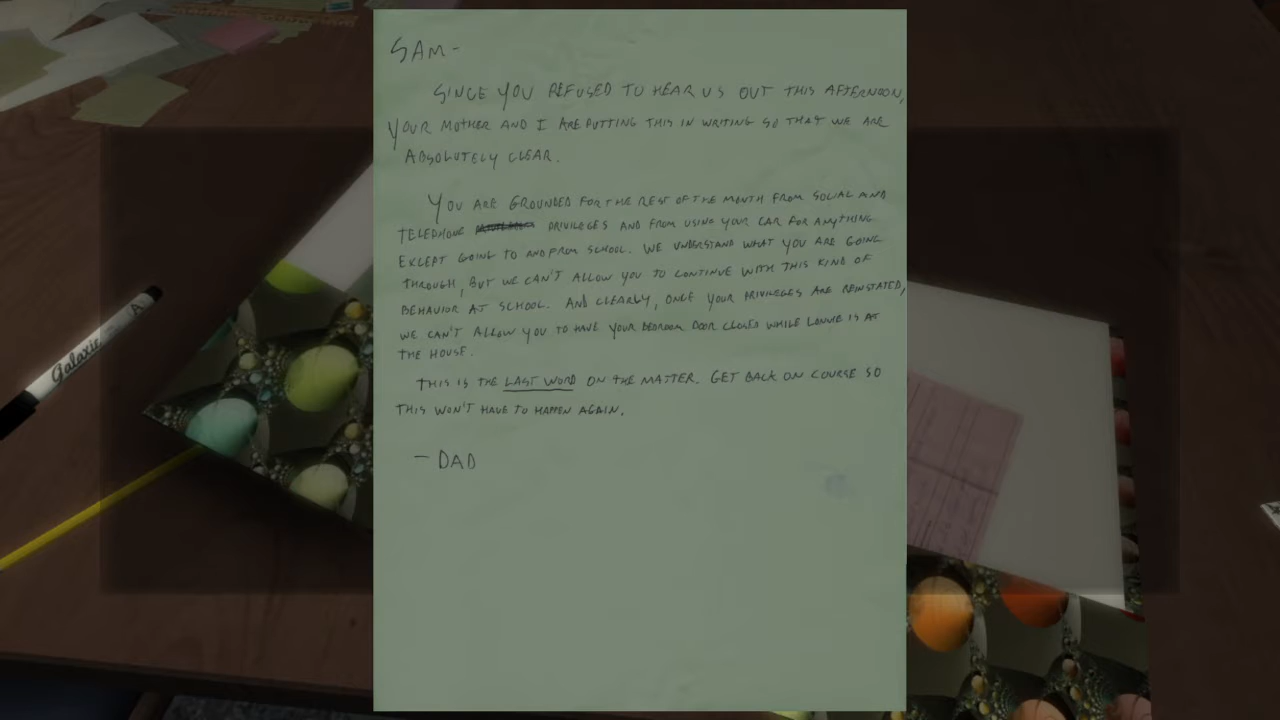 SAM-
SINCE YOU REFUSED TO HEAR US OUT THIS AFTERNOON,
YOUR MOTHER AND I ARE PUTTING THIS IN WRITING SO THAT WE ARE
ABSOLUTELY CLEAR.
YOU ARE GROUNDED FOR THE REST OF THE MONTH FROM SOCIAL AND
TELEPHONE PRIVILEGES AND FROM USING YOUR CAR FOR ANYTHING
EXCEPT GOING TO AND FROM SCHOOL. WE UNDERSTAND WHAT YOU ARE GOING
THROUGH, BUT WE CAN'T ALLOW YOU TO CONTINUE WITH THIS KIND OF
BEHAVIOR AT SCHOOL. AND CLEARLY, ONCE YOUR PRIVILEGES ARE REINSTATED,
WE CAN'T ALLOW YOU TO HAVE YOUR BEDROOM DOOR CLOSED WHILE LONNIE IS AT
THE HOUSE.
THIS IS THE LAST WORD ON THE MATTER. GET BACK ON COURSE SO
THIS WON'T HAVE TO HAPPEN AGAIN.
- DAD
Galaxie